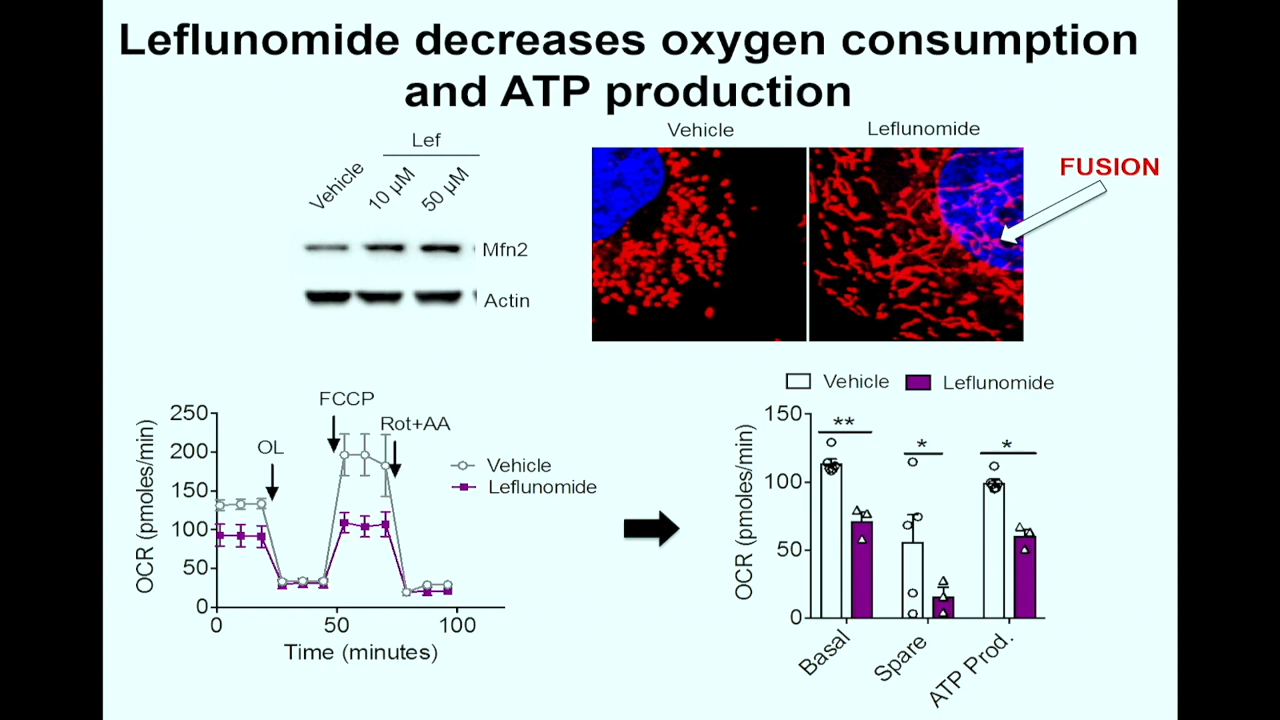 Leflunomide decreases oxygen consumption
and ATP production
Lef
Vehicle
10 µM
50 µM
Mfn2
Actin
Vehicle
Leflunomide
FUSION
OCR (pmoles/min)
250
200
150
100
50
0
0
50
100
Time (minutes)
OL
FCCP
Rot+AA
Vehicle
Leflunomide
Vehicle
Leflunomide
OCR (pmoles/min)
150
100
50
0
**
*
*
Basal
Spare
ATP Prod.